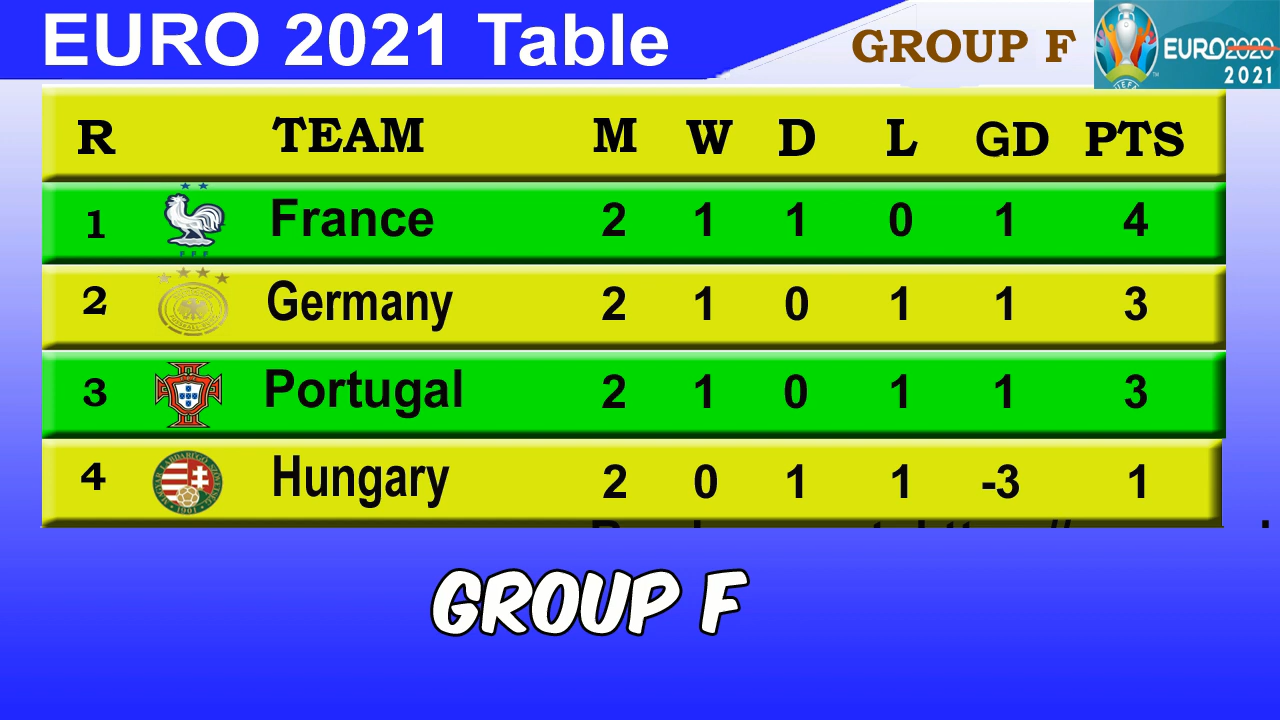 EURO 2021 Table GROUP F EURO2020
2021
R TEAM M W D L GD PTS
1 France 2 1 1 0 1 4
2 Germany 2 1 0 1 1 3
3 Portugal 2 1 0 1 1 3
4 Hungary 2 0 1 1 -3 1
GROUP F